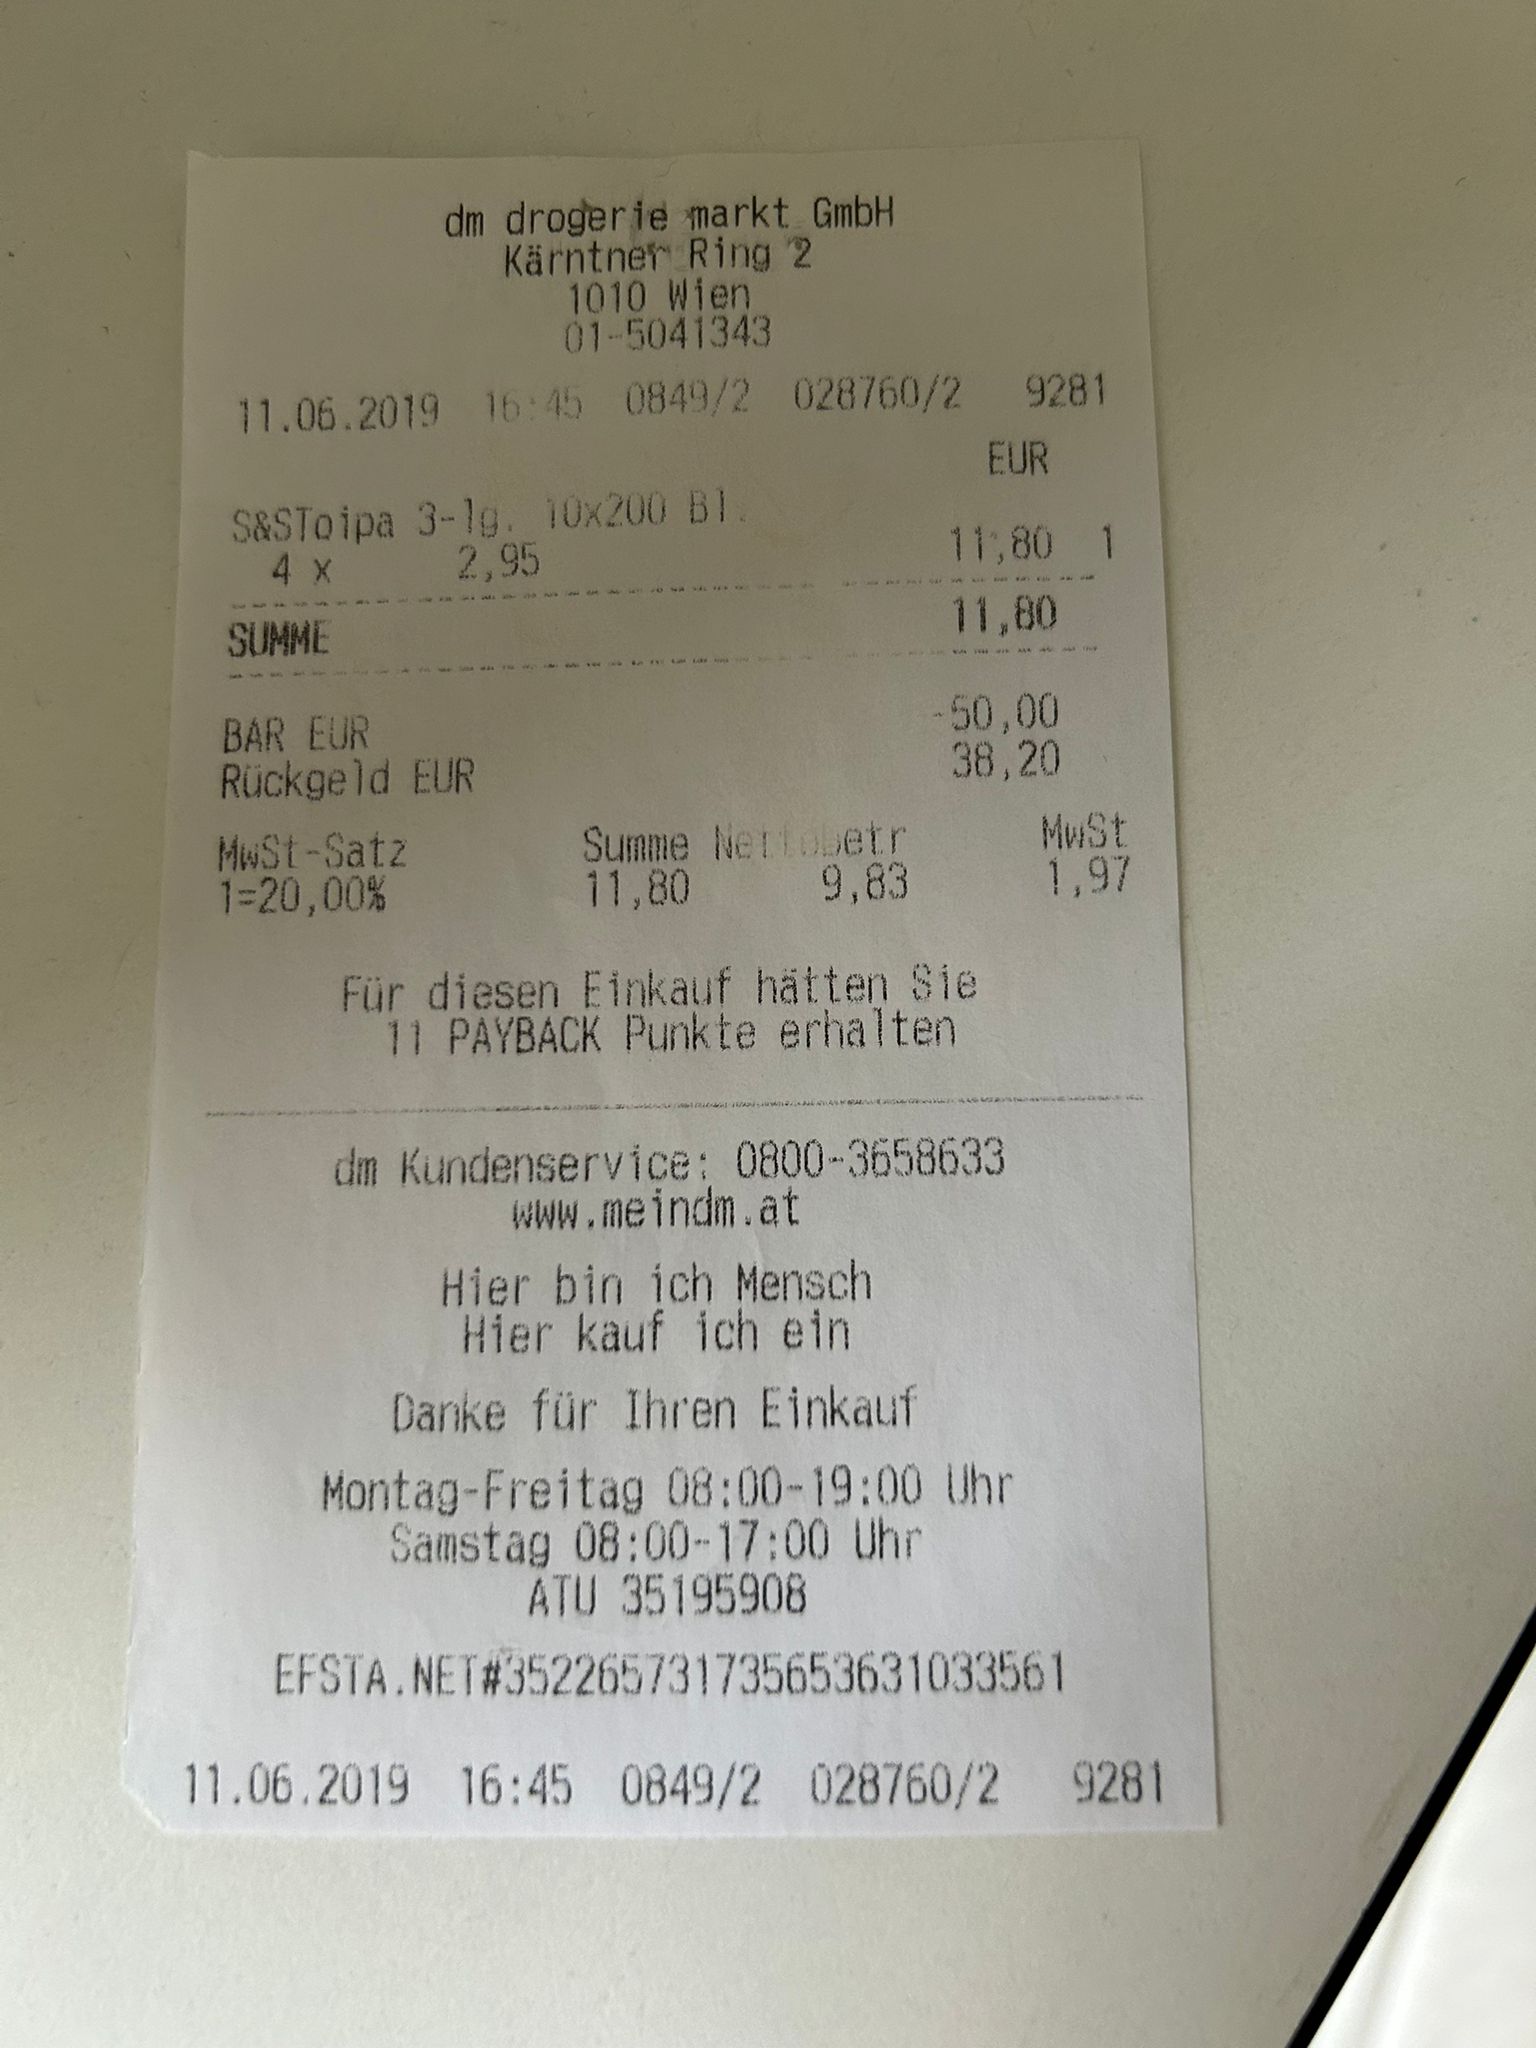 dm drogerie markt GmbH
Kärntner Ring 2
1010 Wien
01-5041343
11.06.2019 16:45 0849/2 028760/2 9281
EUR
S&SToipa 3-lg. 10x200 Bl.
4 x 2,95 11,80 1
SUMME 11,80
BAR EUR -50,00
Rückgeld EUR 38,20
MwSt-Satz Summe Nettobetr MwSt
1=20,00% 11,80 9,83 1,97
Für diesen Einkauf hätten Sie
11 PAYBACK Punkte erhalten
dm Kundenservice: 0800-3658633
www.meindm.at
Hier bin ich Mensch
Hier kauf ich ein
Danke für Ihren Einkauf
Montag-Freitag 08:00-19:00 Uhr
Samstag 08:00-17:00 Uhr
ATU 35195908
EFSTA.NET#35226573173565363103​3561
11.06.2019 16:45 0849/2 028760/2 9281